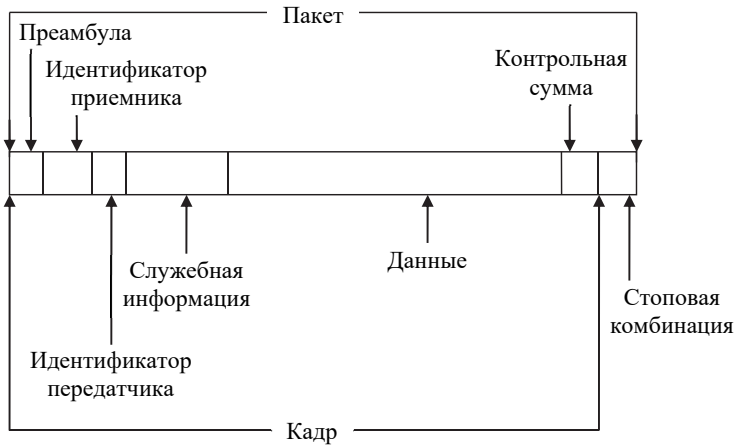 Пакет
Преамбула
Идентификатор
приемника
Контрольная
сумма
Служебная
информация
Данные
Стоповая
комбинация
Идентификатор
передатчика
Кадр